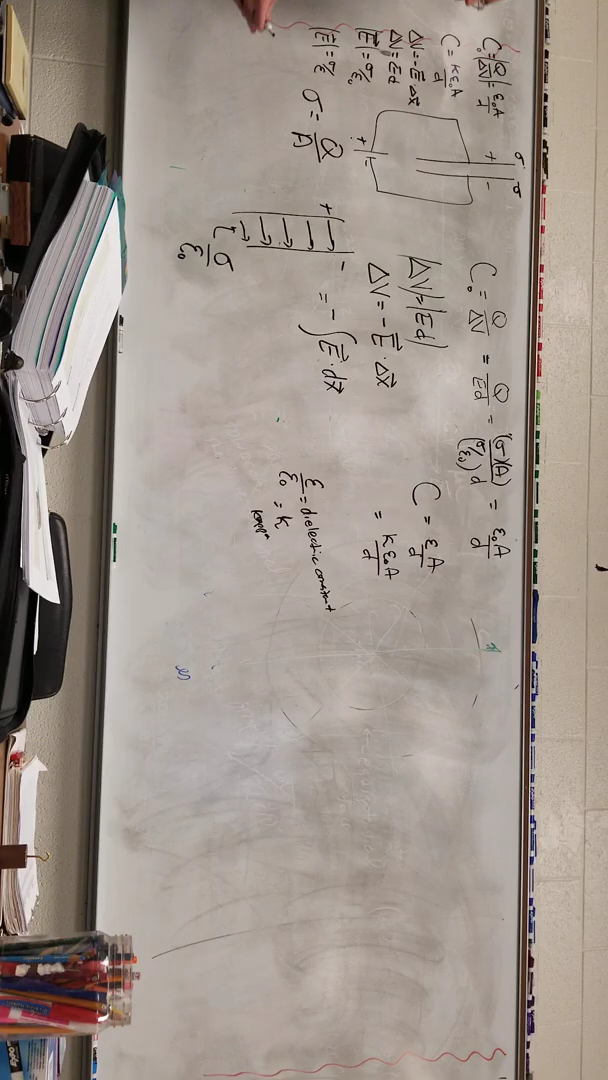 C₀ = |Q/ΔV| = ε₀A/d
C = κε₀A/d
ΔV = -E⃗·Δx⃗
ΔV = Ed
|E⃗| = σ/ε₀
|E| = σ/ε
σ = Q/A
σ
σ
+ -
+ -
+ -
σ/ε₀
C₀ = Q/ΔV = Q/Ed = (σ)(A)/(σ/ε₀)d = ε₀A/d
|ΔV| = |Ed|
ΔV = -E⃗·Δx⃗
= -∫E⃗·dx⃗
C = εA/d
= κε₀A/d
ε/ε₀ = dielectric constant
= κ